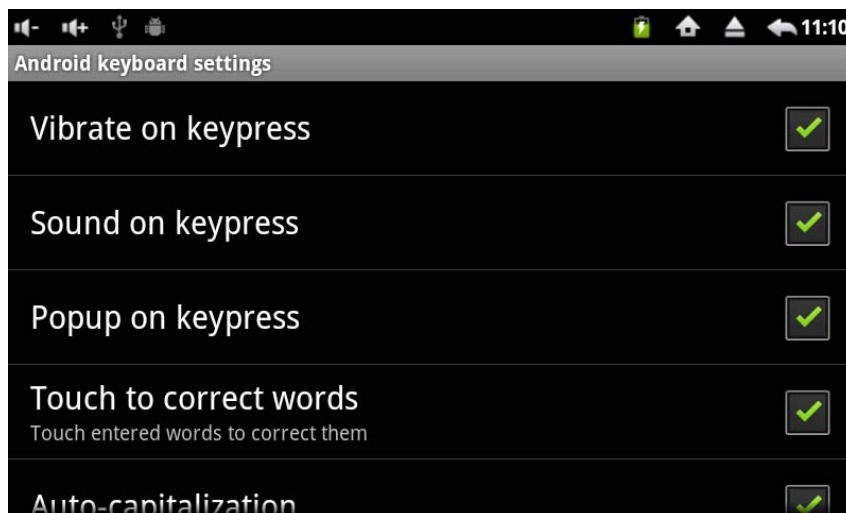 11:10
Android keyboard settings
Vibrate on keypress
Sound on keypress
Popup on keypress
Touch to correct words
Touch entered words to correct them
Auto-capitalization